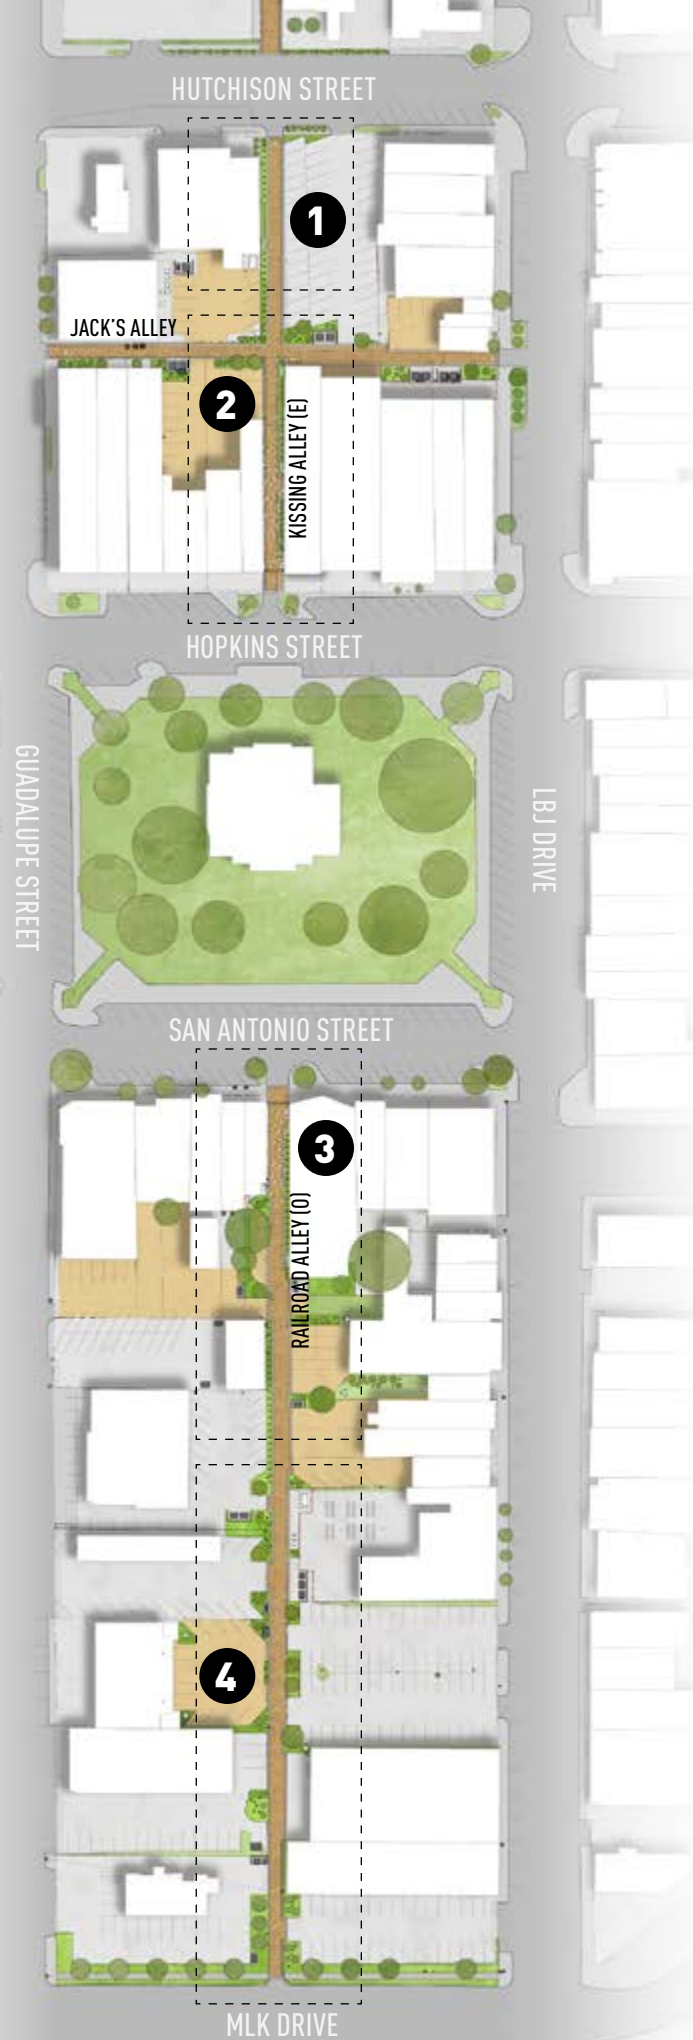 HUTCHISON STREET
1
JACK'S ALLEY
2
KISSING ALLEY (E)
HOPKINS STREET
GUADALUPE STREET
LBJ DRIVE
SAN ANTONIO STREET
3
RAILROAD ALLEY (O)
4
MLK DRIVE